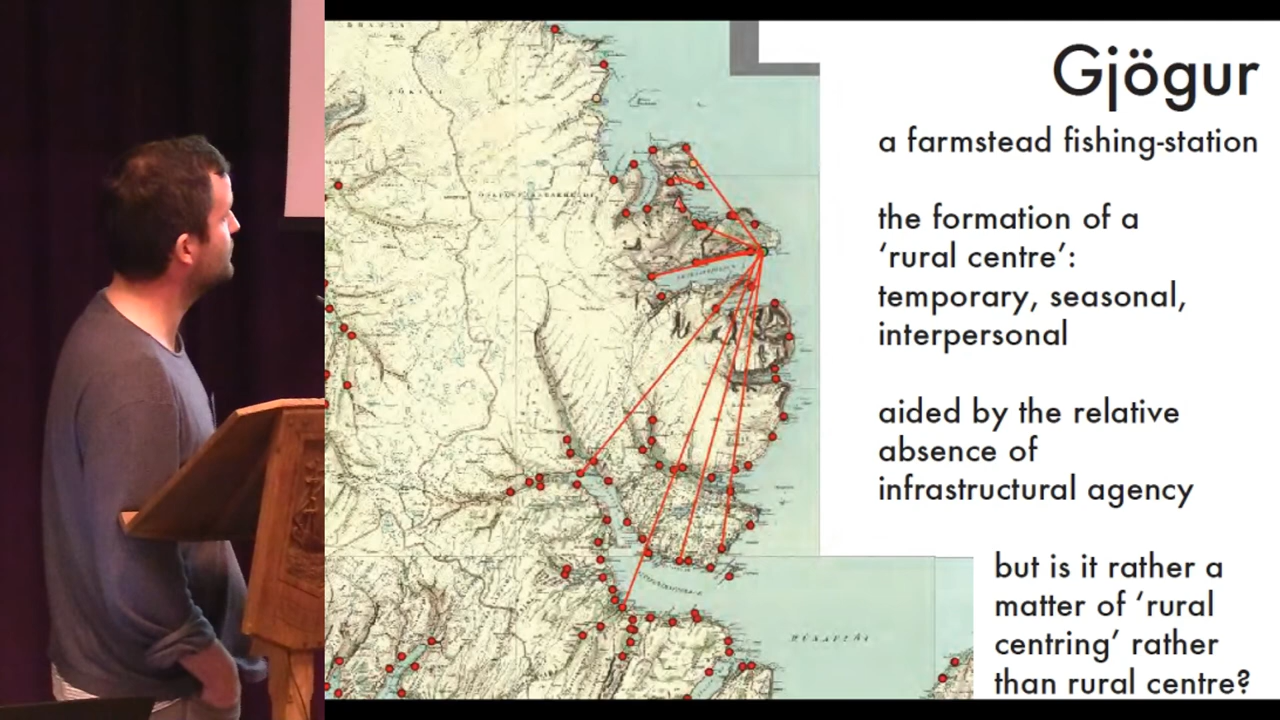 Gjögur
a farmstead fishing-station
the formation of a
‘rural centre’:
temporary, seasonal,
interpersonal
aided by the relative
absence of
infrastructural agency
but is it rather a
matter of ‘rural
centring’ rather
than rural centre?
HÚNAFLÓI